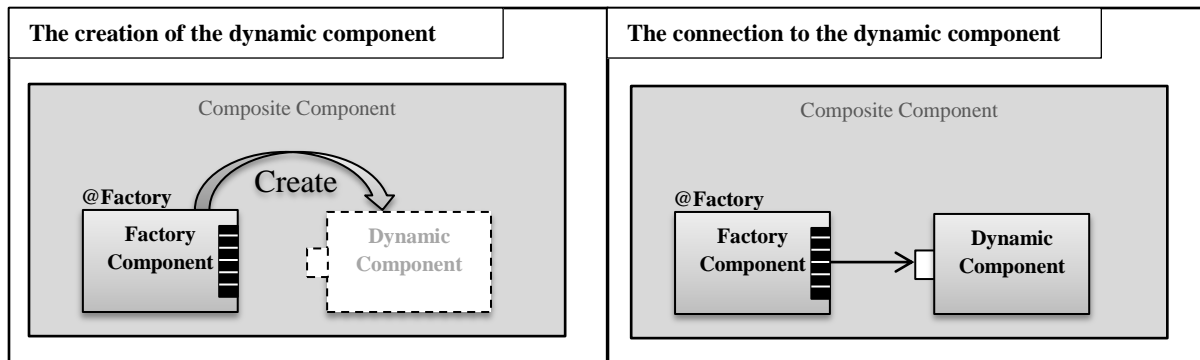 The creation of the dynamic component
Composite Component
Create
@Factory
Factory
Component
Dynamic
Component
The connection to the dynamic component
Composite Component
@Factory
Factory
Component
Dynamic
Component